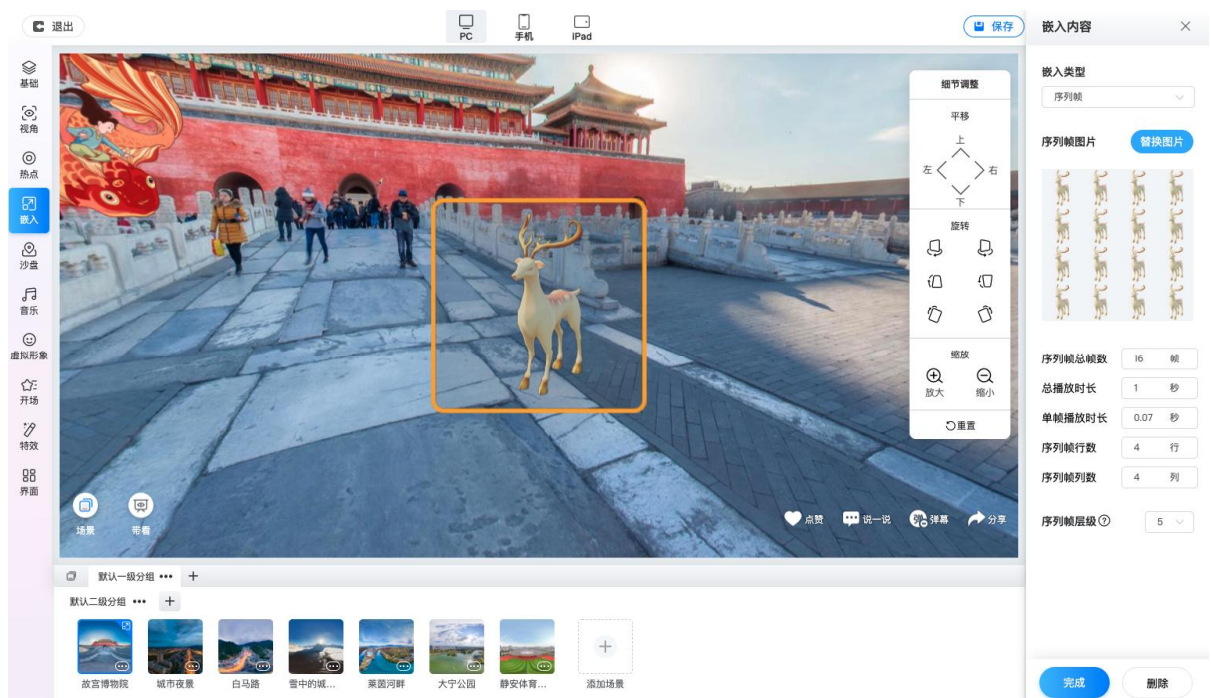 退出
PC
手机
iPad
保存
嵌入内容
基础
视角
热点
嵌入
沙盘
音乐
虚拟形象
开场
特效
界面
细节调整
平移
上
左
右
下
旋转
缩放
放大
缩小
重置
场景
带看
点赞
说一说
弹 弹幕
分享
嵌入类型
序列帧
序列帧图片
替换图片
序列帧总帧数 16 帧
总播放时长 1 秒
单帧播放时长 0.07 秒
序列帧行数 4 行
序列帧列数 4 列
序列帧层级 ? 5
默认一级分组 ••• +
默认二级分组 ••• +
故宫博物院
城市夜景
白马路
雪中的城...
莱茵河畔
大宁公园
静安体育...
添加场景
完成
删除